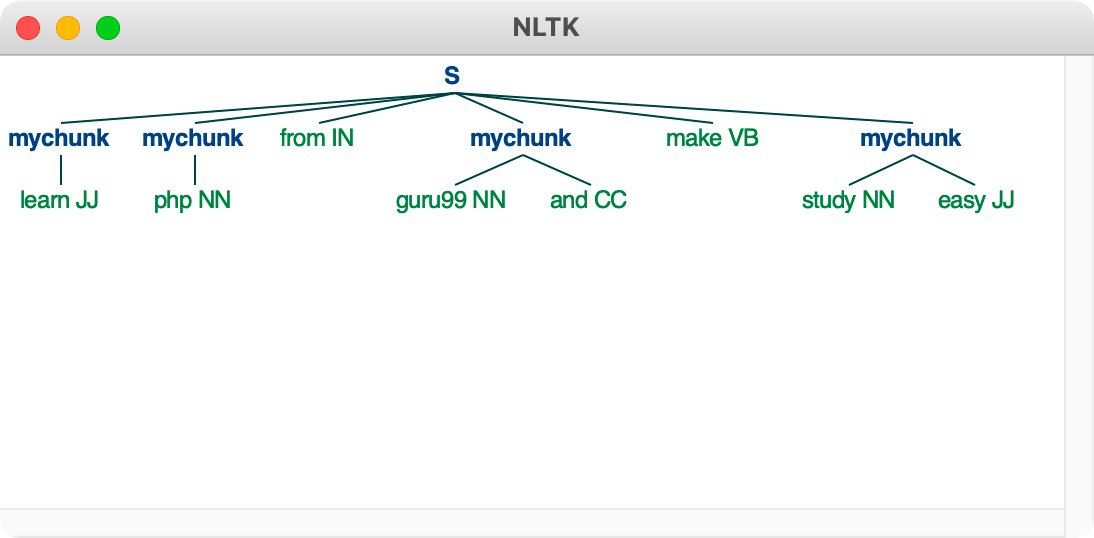 NLTK
S
mychunk mychunk from IN mychunk make VB mychunk
learn JJ php NN guru99 NN and CC study NN easy JJ